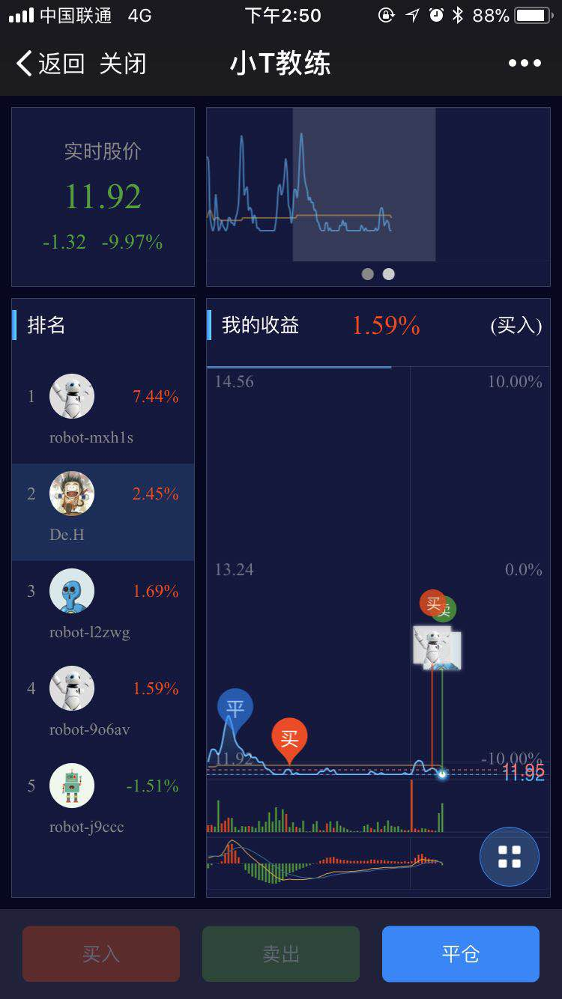 中国联通 4G 下午2:50 88%
返回 关闭 小T教练
实时股价
11.92
-1.32 -9.97%
排名
1 7.44%
robot-mxh1s
2 2.45%
De.H
3 1.69%
robot-l2zwg
4 1.59%
robot-9o6av
5 -1.51%
robot-j9ccc
我的收益 1.59% (买入)
14.56 10.00%
13.24 0.0%
买 卖
平
买
11.92 -10.00%
11.95
11.92
买入 卖出 平仓